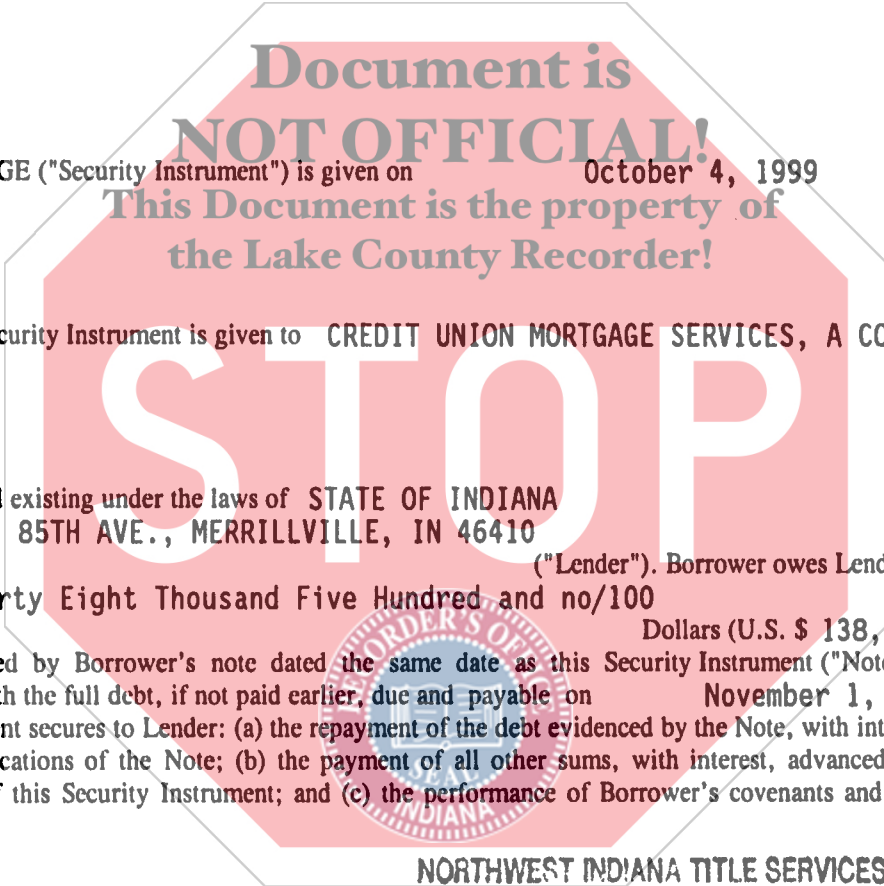 Document is
NOT OFFICIAL!
GE ("Security Instrument") is given on October 4, 1999
This Document is the property of
the Lake County Recorder!
curity Instrument is given to CREDIT UNION MORTGAGE SERVICES, A CO
STOP
existing under the laws of STATE OF INDIANA
85TH AVE., MERRILLVILLE, IN 46410
("Lender"). Borrower owes Lend
rty Eight Thousand Five Hundred and no/100
Dollars (U.S. $ 138,
ed by Borrower's note dated the same date as this Security Instrument ("Note
h the full debt, if not paid earlier, due and payable on November 1,
nt secures to Lender: (a) the repayment of the debt evidenced by the Note, with int
cations of the Note; (b) the payment of all other sums, with interest, advanced
f this Security Instrument; and (c) the performance of Borrower's covenants and
RECORDER'S OFFIC
SEAL
INDIANA
NORTHWEST INDIANA TITLE SERVICES